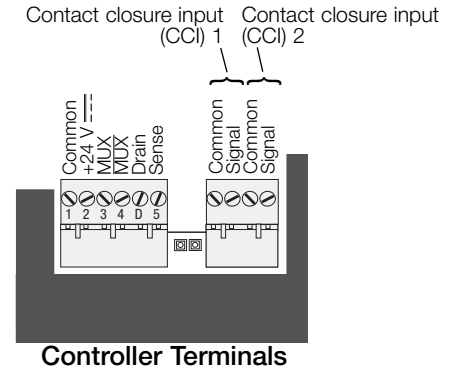 Contact closure input
(CCI) 1
Contact closure input
(CCI) 2
Common
+24 V
MUX
MUX
Drain
Sense
Common
Signal
Common
Signal
1 2 3 4 D 5
Controller Terminals